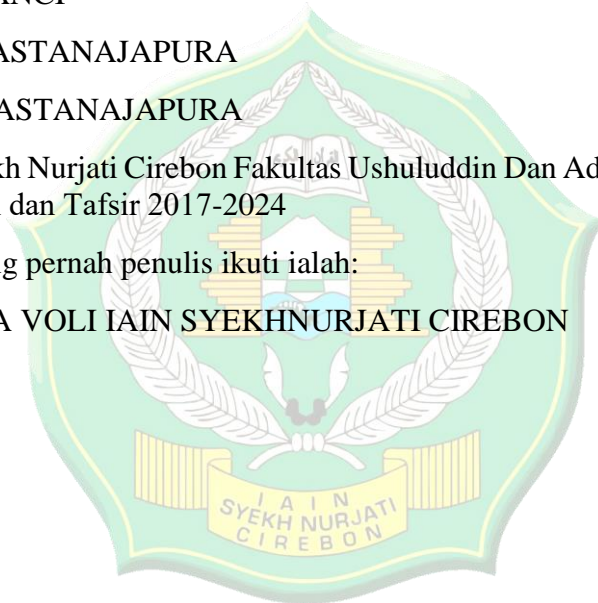 ASTANAJAPURA
ASTANAJAPURA
kh Nurjati Cirebon Fakultas Ushuluddin Dan Ad
dan Tafsir 2017-2024
g pernah penulis ikuti ialah:
A VOLI IAIN SYEKHNURJATI CIREBON
IAIN
SYEKH NURJATI
CIREBON